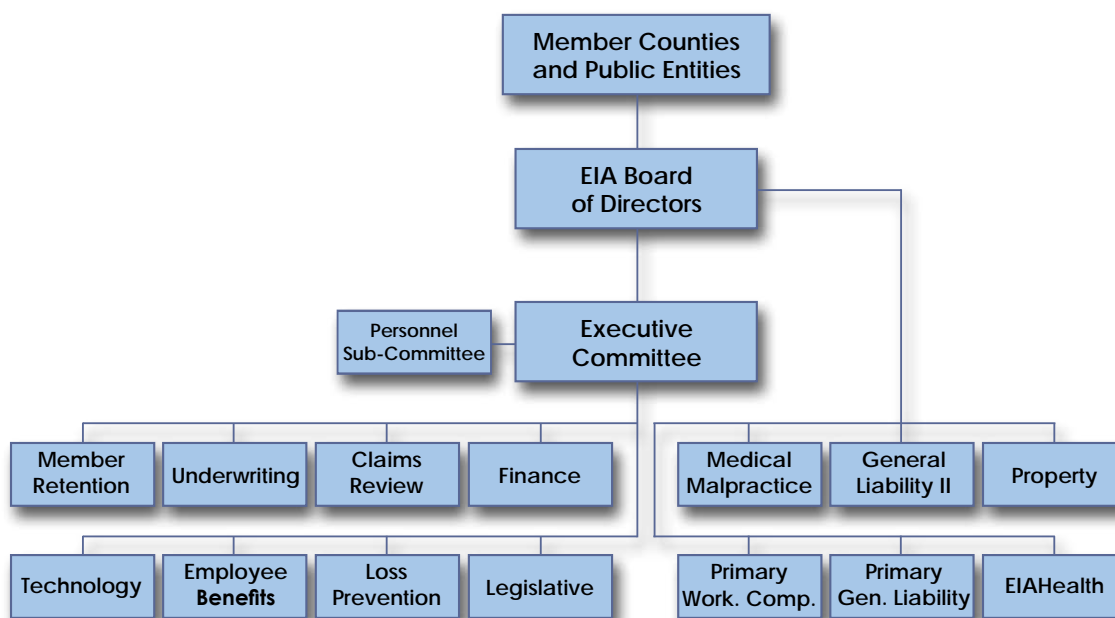 Member Counties
and Public Entities
EIA Board
of Directors
Personnel
Sub-Committee
Executive
Committee
Member
Retention
Underwriting
Claims
Review
Finance
Medical
Malpractice
General
Liability II
Property
Technology
Employee
Benefits
Loss
Prevention
Legislative
Primary
Work. Comp.
Primary
Gen. Liability
EIAHealth